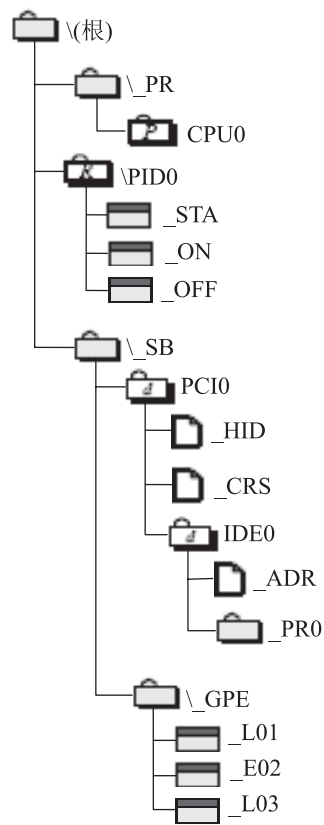 \(根)
\_PR
P
CPU0
R
\PID0
_STA
_ON
_OFF
\_SB
d
PCI0
_HID
_CRS
d
IDE0
_ADR
_PR0
\_GPE
_L01
_E02
_L03